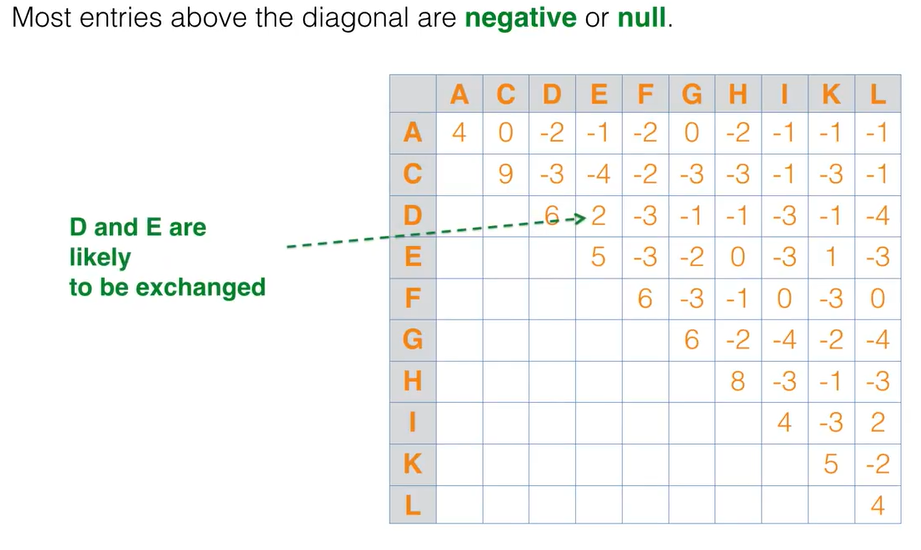 Most entries above the diagonal are negative or null.
A C D E F G H I K L
A 4 0 -2 -1 -2 0 -2 -1 -1 -1
C 9 -3 -4 -2 -3 -3 -1 -3 -1
D 6 2 -3 -1 -1 -3 -1 -4
D and E are
likely
to be exchanged
E 5 -3 -2 0 -3 1 -3
F 6 -3 -1 0 -3 0
G 6 -2 -4 -2 -4
H 8 -3 -1 -3
I 4 -3 2
K 5 -2
L 4